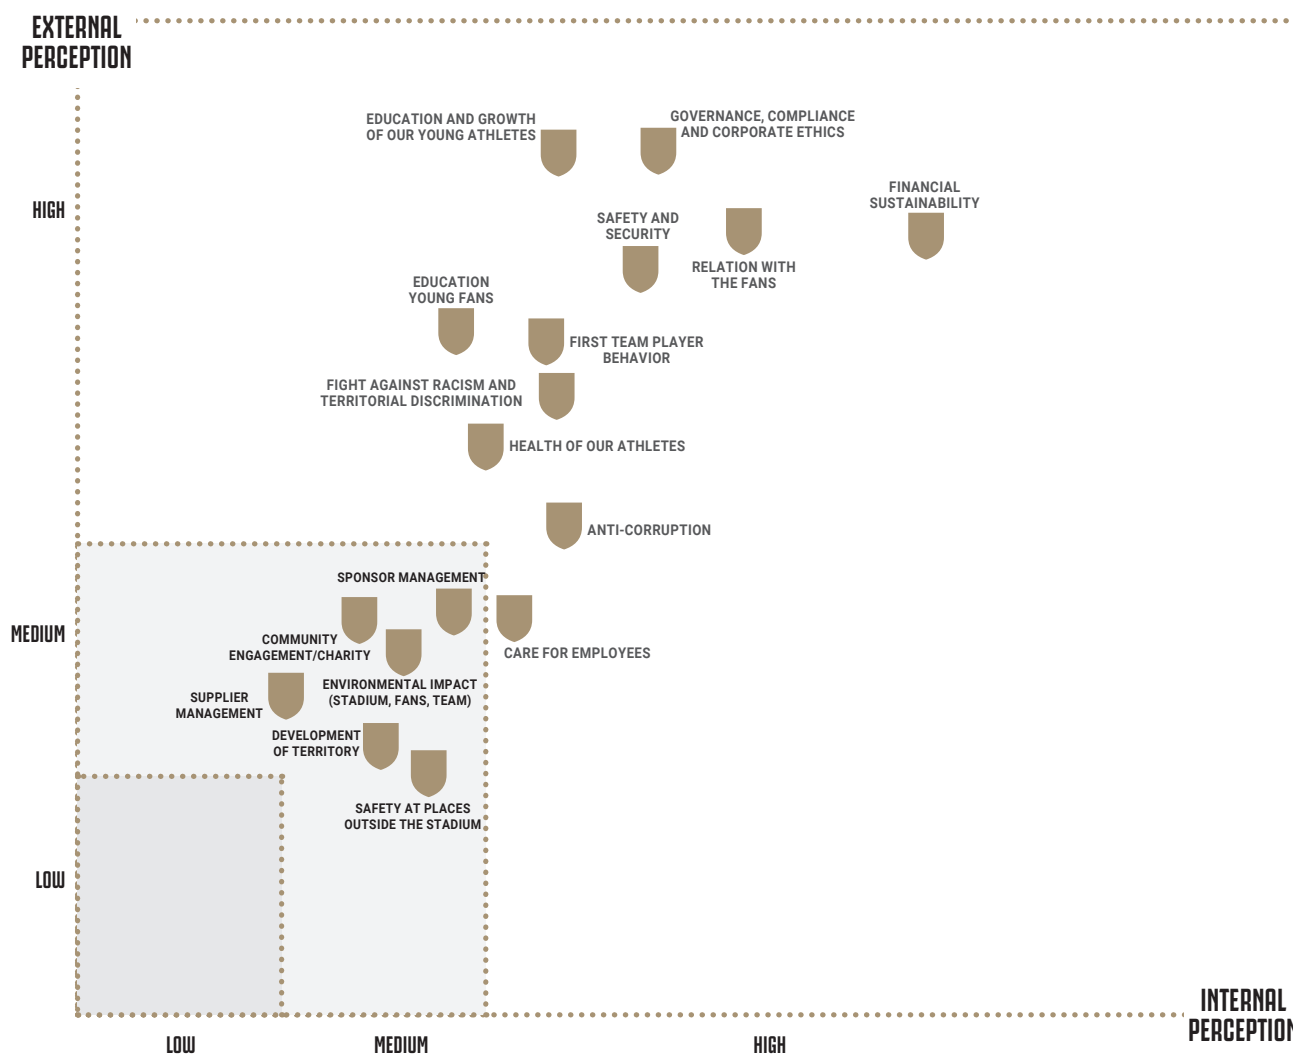 EXTERNAL
PERCEPTION
EDUCATION AND GROWTH
OF OUR YOUNG ATHLETES
GOVERNANCE, COMPLIANCE
AND CORPORATE ETHICS
FINANCIAL
SUSTAINABILITY
HIGH
SAFETY AND
SECURITY
RELATION WITH
THE FANS
EDUCATION
YOUNG FANS
FIRST TEAM PLAYER
BEHAVIOR
FIGHT AGAINST RACISM AND
TERRITORIAL DISCRIMINATION
HEALTH OF OUR ATHLETES
ANTI-CORRUPTION
SPONSOR MANAGEMENT
MEDIUM
COMMUNITY
ENGAGEMENT/CHARITY
CARE FOR EMPLOYEES
ENVIRONMENTAL IMPACT
(STADIUM, FANS, TEAM)
SUPPLIER
MANAGEMENT
DEVELOPMENT
OF TERRITORY
SAFETY AT PLACES
OUTSIDE THE STADIUM
LOW
INTERNAL
PERCEPTION
LOW
MEDIUM
HIGH